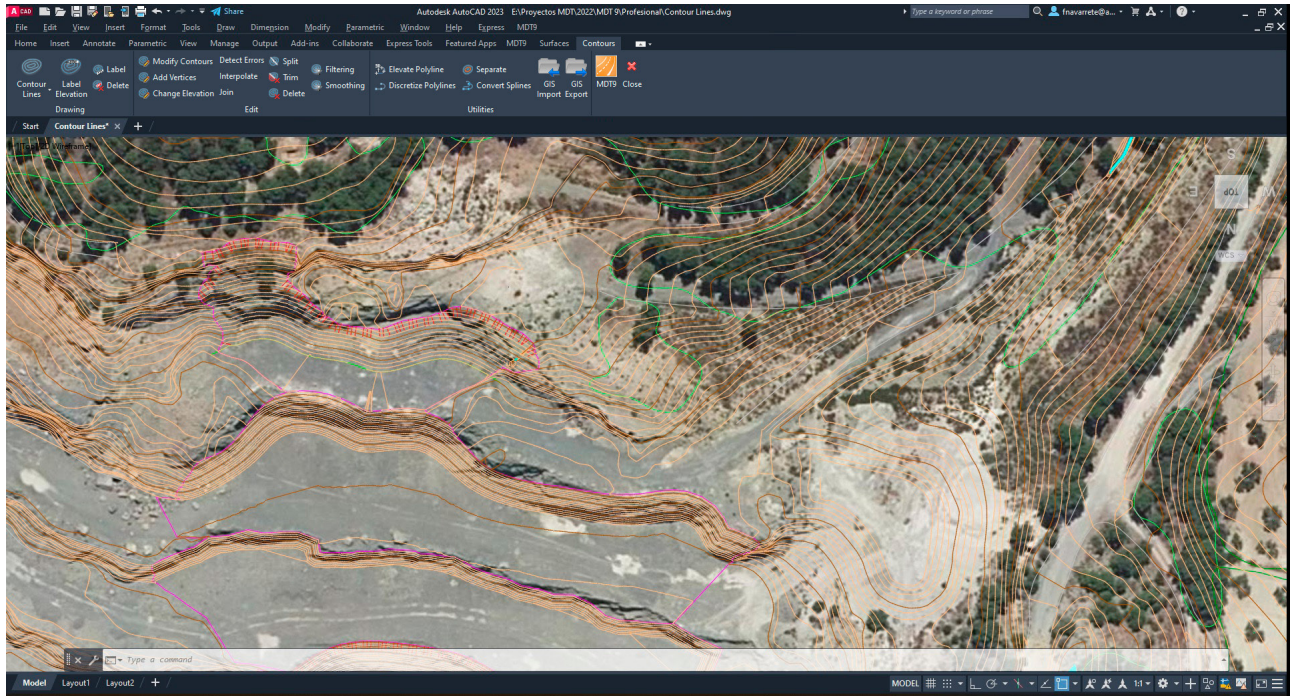 A CAD Share Autodesk AutoCAD 2023 E:\Proyectos MDT\2022\MDT 9\Profesional\Contour Lines.dwg Type a keyword or phrase fnavarrete@a...
File Edit View Insert Format Tools Draw Dimension Modify Parametric Window Help Express MDT9
Home Insert Annotate Parametric View Manage Output Add-ins Collaborate Express Tools Featured Apps MDT9 Surfaces Contours
Contour Lines
Label Elevation
Label
Delete
Drawing
Modify Contours Detect Errors Split
Add Vertices Interpolate Trim
Change Elevation Join Delete
Filtering
Smoothing
Edit
Elevate Polyline Separate
Discretize Polylines Convert Splines
GIS Import
GIS Export
Utilities
MDT9 Close
Start Contour Lines*
S
E TOP W
N
WCS
Type a command
Model Layout1 Layout2
MODEL 1:1